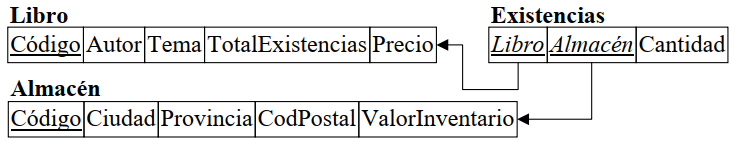 Libro
Código Autor Tema TotalExistencias Precio
Existencias
Libro Almacén Cantidad
Almacén
Código Ciudad Provincia CodPostal ValorInventario